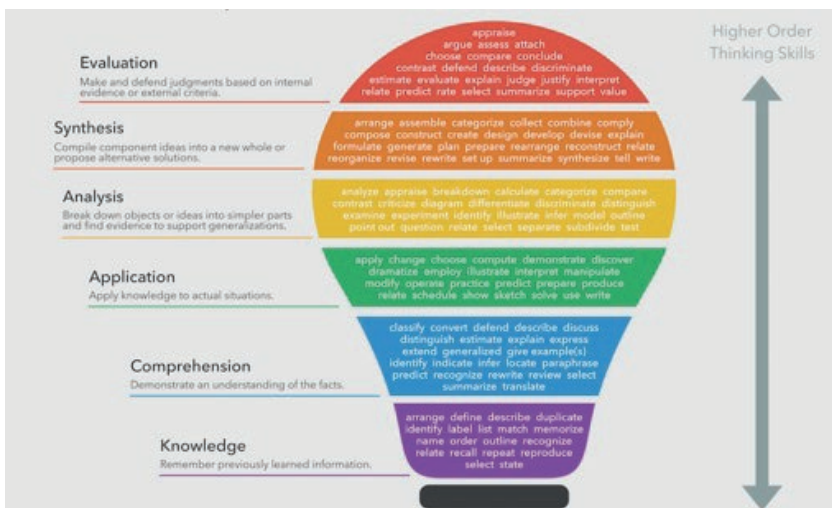 Higher Order
Thinking Skills
Evaluation
Make and defend judgments based on internal
evidence or external criteria.
appraise
argue assess attach
choose compare conclude
contrast defend describe discriminate
estimate evaluate explain judge justify interpret
relate predict rate select summarize support value
Synthesis
Compile component ideas into a new whole or
propose alternative solutions.
arrange assemble categorize collect combine comply
compose construct create design develop devise explain
formulate generate plan prepare rearrange reconstruct relate
reorganize revise rewrite set up summarize synthesize tell write
Analysis
Break down objects or ideas into simpler parts
and find evidence to support generalizations.
analyze appraise breakdown calculate categorize compare
contrast criticize diagram differentiate discriminate distinguish
examine experiment identify illustrate infer model outline
point out question relate select separate subdivide test
Application
Apply knowledge to actual situations.
apply change choose compute demonstrate discover
dramatize employ illustrate interpret manipulate
modify operate practice predict prepare produce
relate schedule show sketch solve use write
Comprehension
Demonstrate an understanding of the facts.
classify convert defend describe discuss
distinguish estimate explain express
extend generalized give example(s)
identify indicate infer locate paraphrase
predict recognize rewrite review select
summarize translate
Knowledge
Remember previously learned information.
arrange define describe duplicate
identify label list match memorize
name order outline recognize
relate recall repeat reproduce
select state